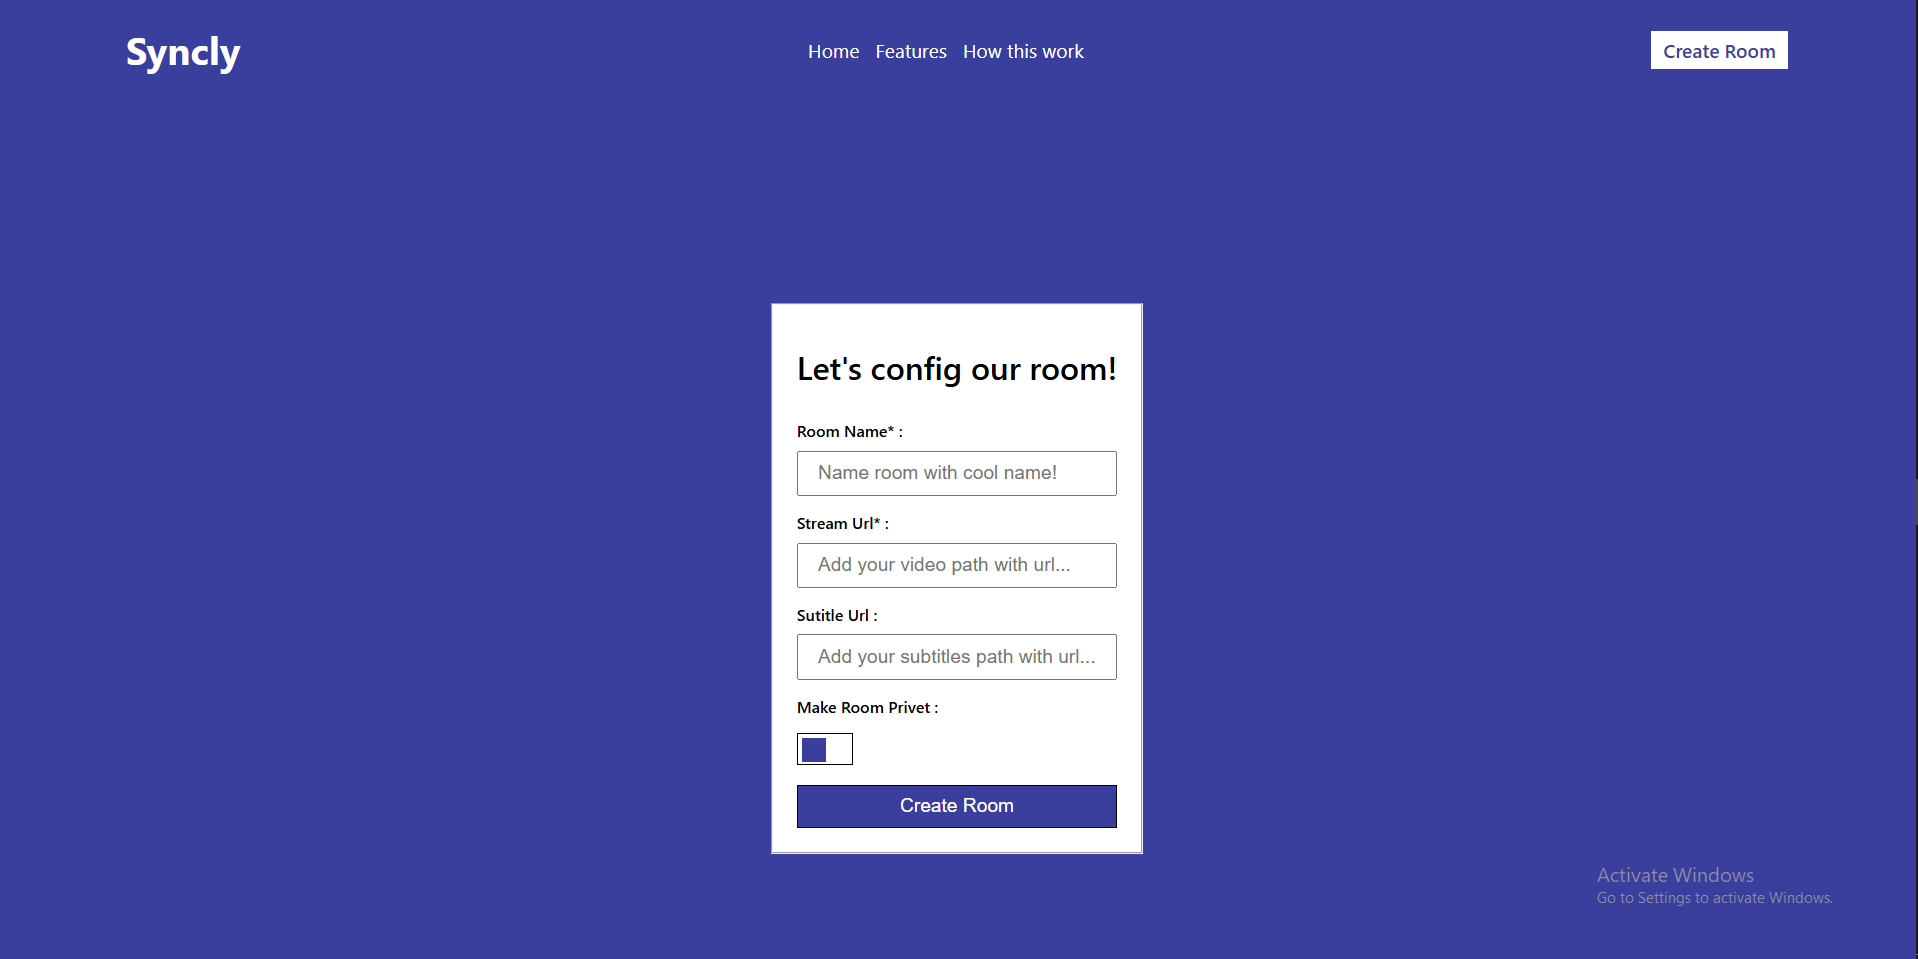 Syncly
Home Features How this work
Create Room
Let's config our room!
Room Name* :
Name room with cool name!
Stream Url* :
Add your video path with url...
Sutitle Url :
Add your subtitles path with url...
Make Room Privet :
Create Room
Activate Windows
Go to Settings to activate Windows.